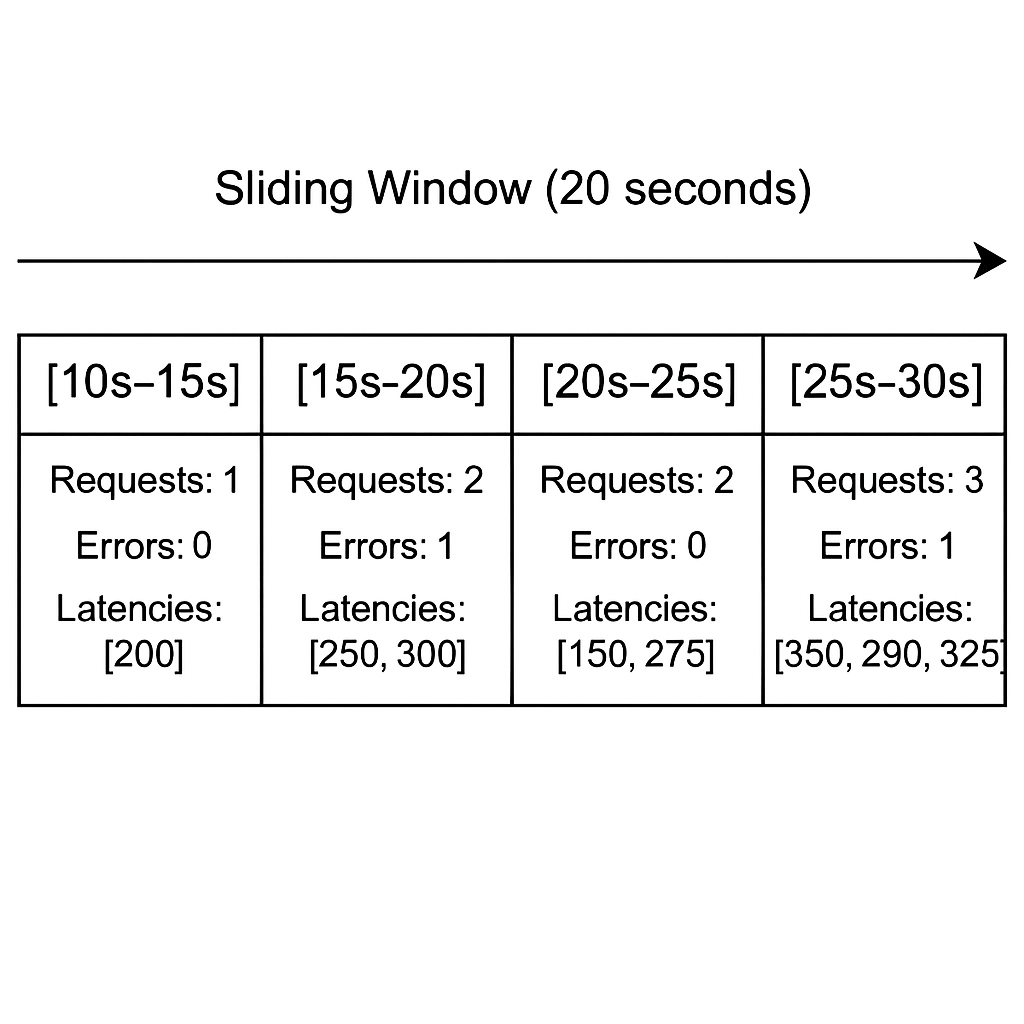 Sliding Window (20 seconds)
[10s–15s] [15s–20s] [20s–25s] [25s–30s]
Requests: 1 Requests: 2 Requests: 2 Requests: 3
Errors: 0 Errors: 1 Errors: 0 Errors: 1
Latencies: Latencies: Latencies: Latencies:
[200] [250, 300] [150, 275] [350, 290, 325]